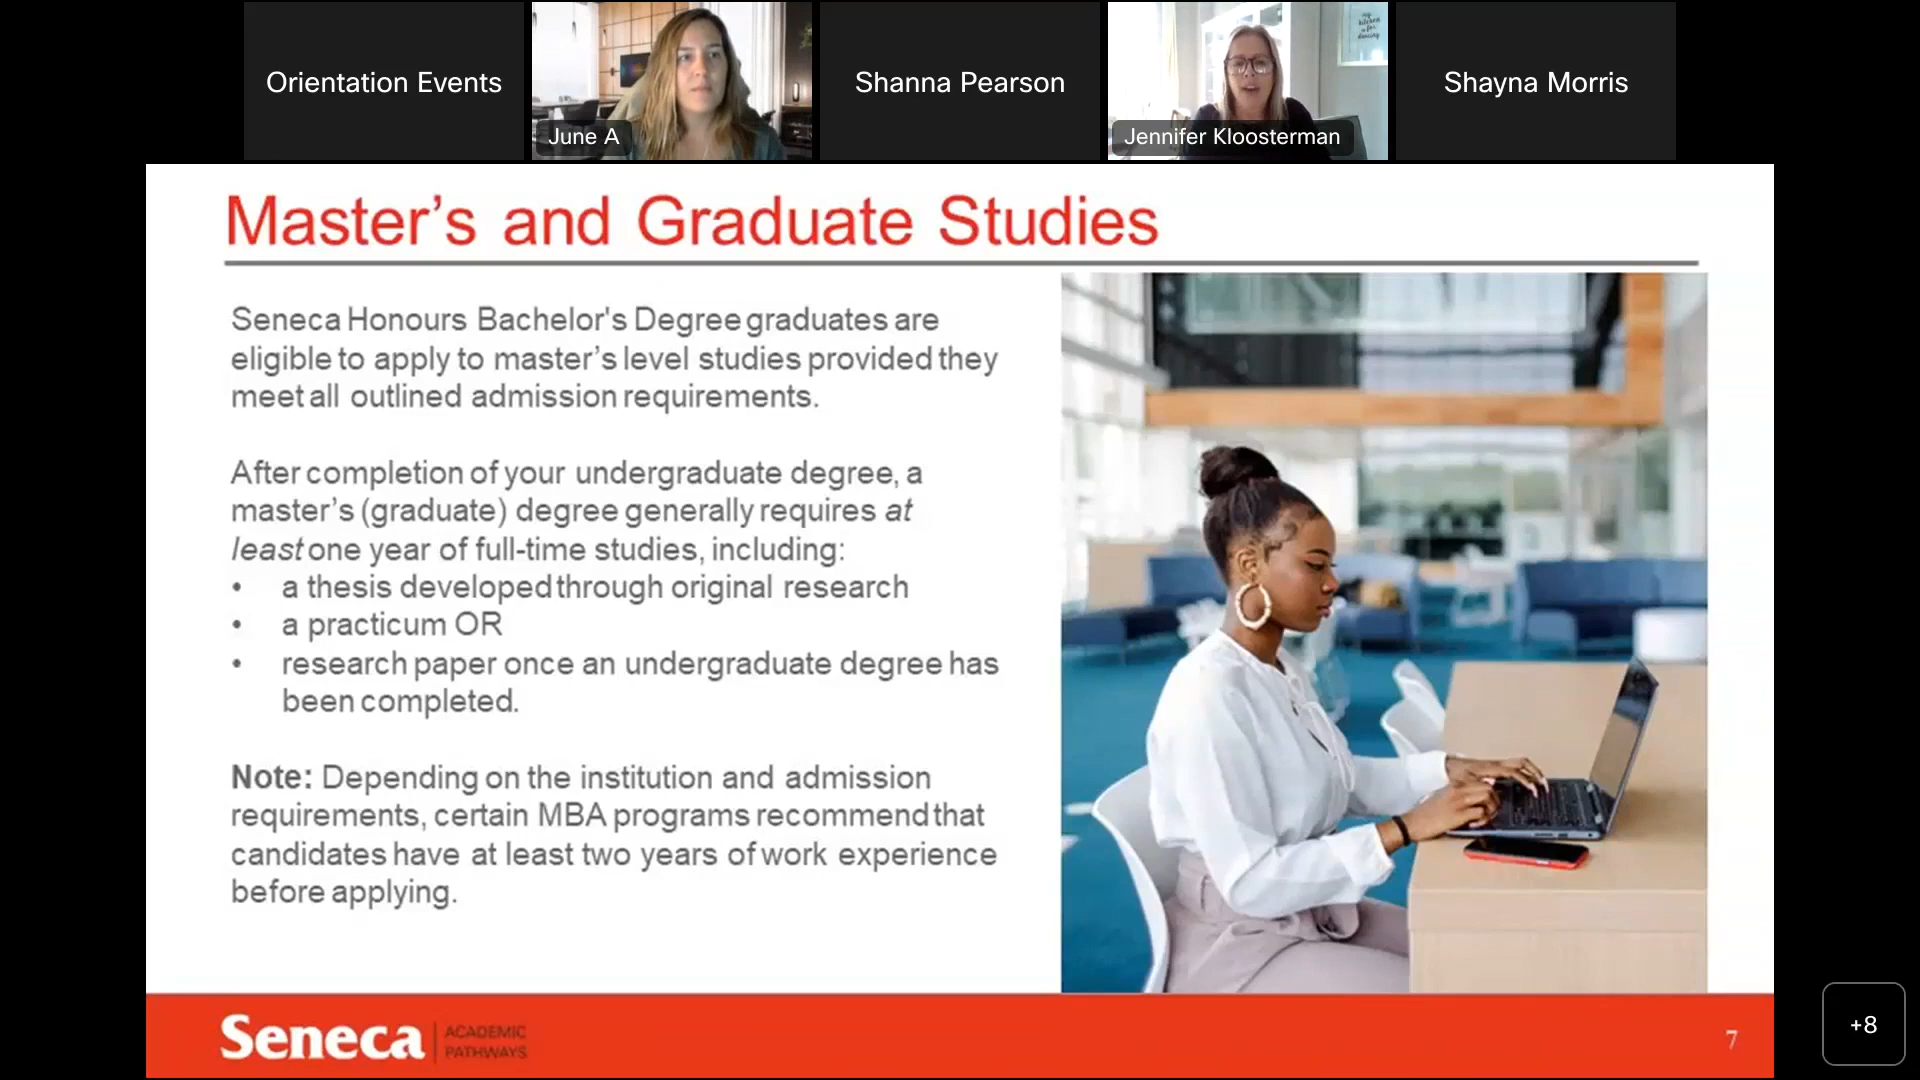 Orientation Events
June A
Shanna Pearson
Jennifer Kloosterman
Shayna Morris
Master’s and Graduate Studies
Seneca Honours Bachelor's Degree graduates are
eligible to apply to master’s level studies provided they
meet all outlined admission requirements.
After completion of your undergraduate degree, a
master’s (graduate) degree generally requires at
least one year of full-time studies, including:
• a thesis developed through original research
• a practicum OR
• research paper once an undergraduate degree has
been completed.
Note: Depending on the institution and admission
requirements, certain MBA programs recommend that
candidates have at least two years of work experience
before applying.
Seneca
ACADEMIC
PATHWAYS
7
+8